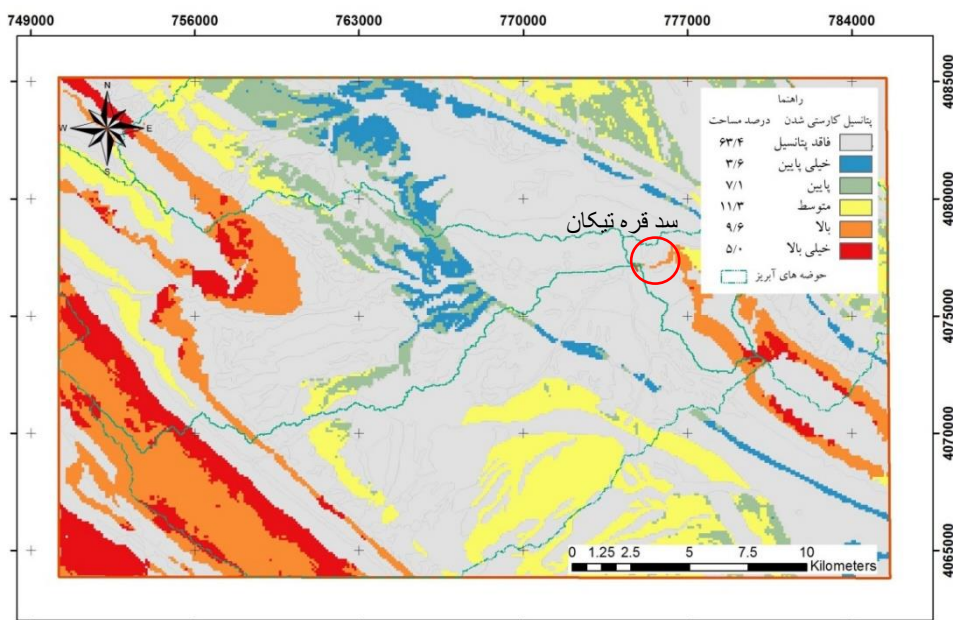 749000 756000 763000 770000 777000 784000
4085000
4080000
4075000
4070000
4065000
N
W E
S
سد قره تیکان
راهنما
پتانسیل کارستی شدن درصد مساحت
فاقد پتانسیل ۶۳/۴
خیلی پایین ۳/۶
پایین ۷/۱
متوسط ۱۱/۳
بالا ۹/۶
خیلی بالا ۵/۰
حوضه های آبریز
0 1.25 2.5 5 7.5 10
Kilometers